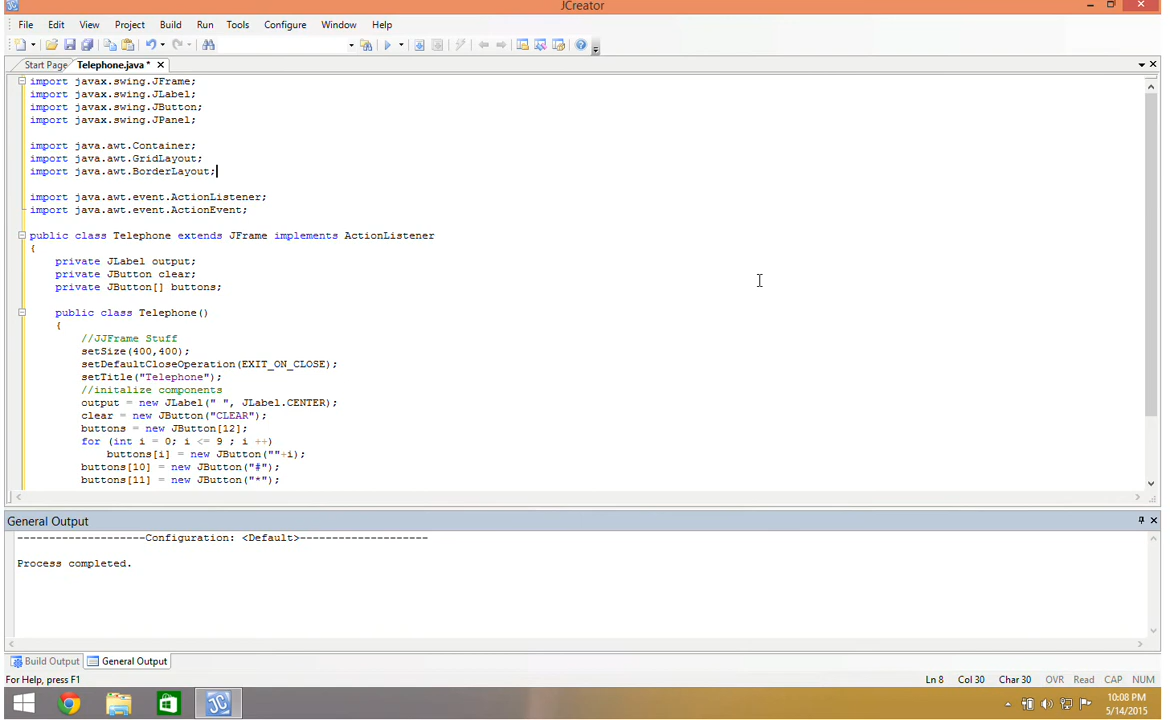 JCreator
File Edit View Project Build Run Tools Configure Window Help
Start Page Telephone.java *
import javax.swing.JFrame;
import javax.swing.JLabel;
import javax.swing.JButton;
import javax.swing.JPanel;
import java.awt.Container;
import java.awt.GridLayout;
import java.awt.BorderLayout;
import java.awt.event.ActionListener;
import java.awt.event.ActionEvent;
public class Telephone extends JFrame implements ActionListener
{
private JLabel output;
private JButton clear;
private JButton[] buttons;
public class Telephone()
{
//JJFrame Stuff
setSize(400,400);
setDefaultCloseOperation(EXIT_ON_CLOSE);
setTitle("Telephone");
//initalize components
output = new JLabel(" ", JLabel.CENTER);
clear = new JButton("CLEAR");
buttons = new JButton[12];
for (int i = 0; i <= 9 ; i ++)
buttons[i] = new JButton(""+i);
buttons[10] = new JButton("#");
buttons[11] = new JButton("*");
General Output
--------------------Configuration: <Default>--------------------
Process completed.
Build Output General Output
For Help, press F1 Ln 8 Col 30 Char 30 OVR Read CAP NUM
JC 10:08 PM
5/14/2015